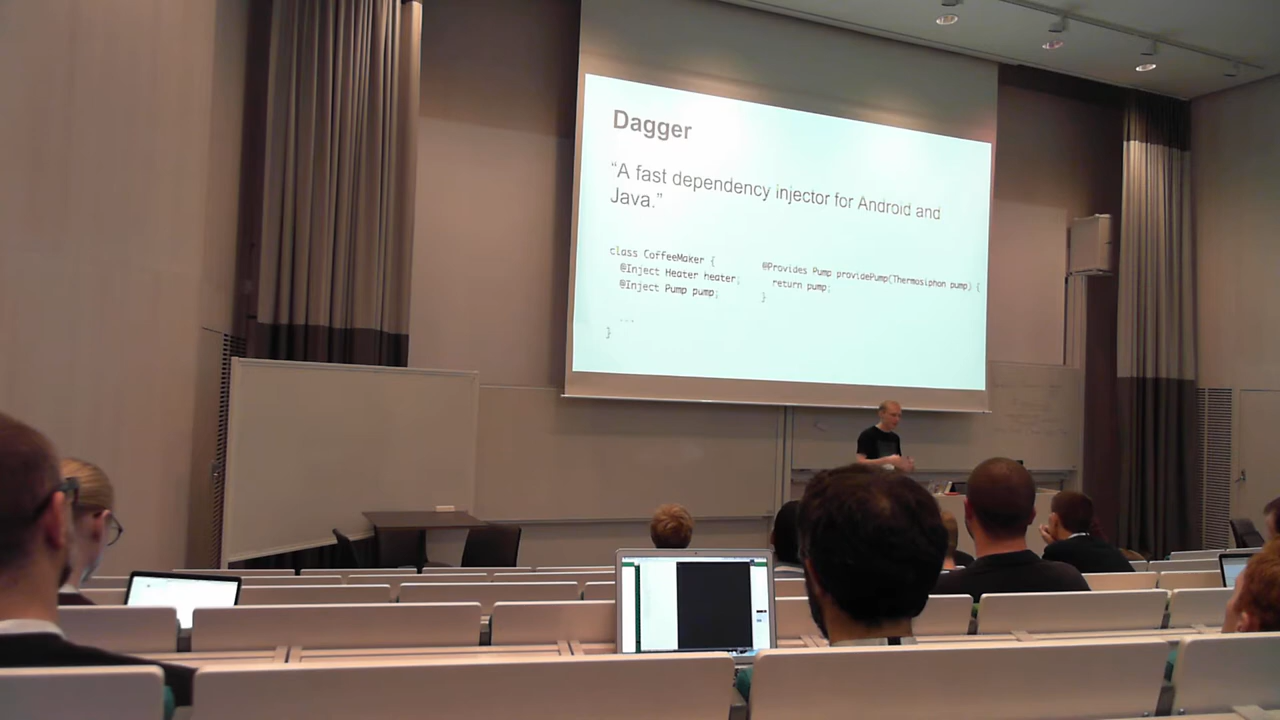 Dagger
“A fast dependency injector for Android and
Java.”
class CoffeeMaker {
@Inject Heater heater;
@Inject Pump pump;
...
}
@Provides Pump providePump(Thermosiphon pump) {
return pump;
}